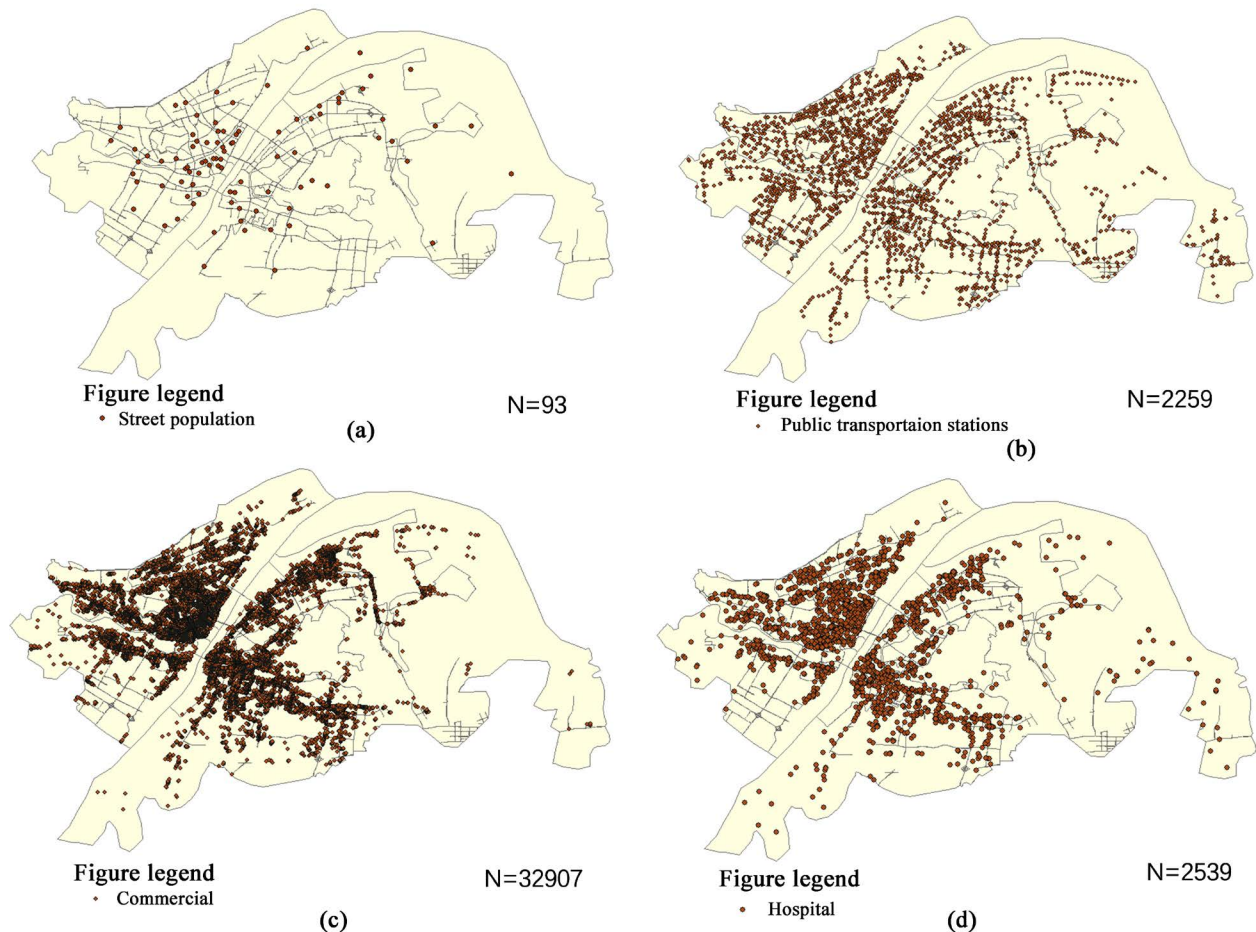 Figure legend
Street population
N=93
(a)
Figure legend
Public transportaion stations
N=2259
(b)
Figure legend
Commercial
N=32907
(c)
Figure legend
Hospital
N=2539
(d)